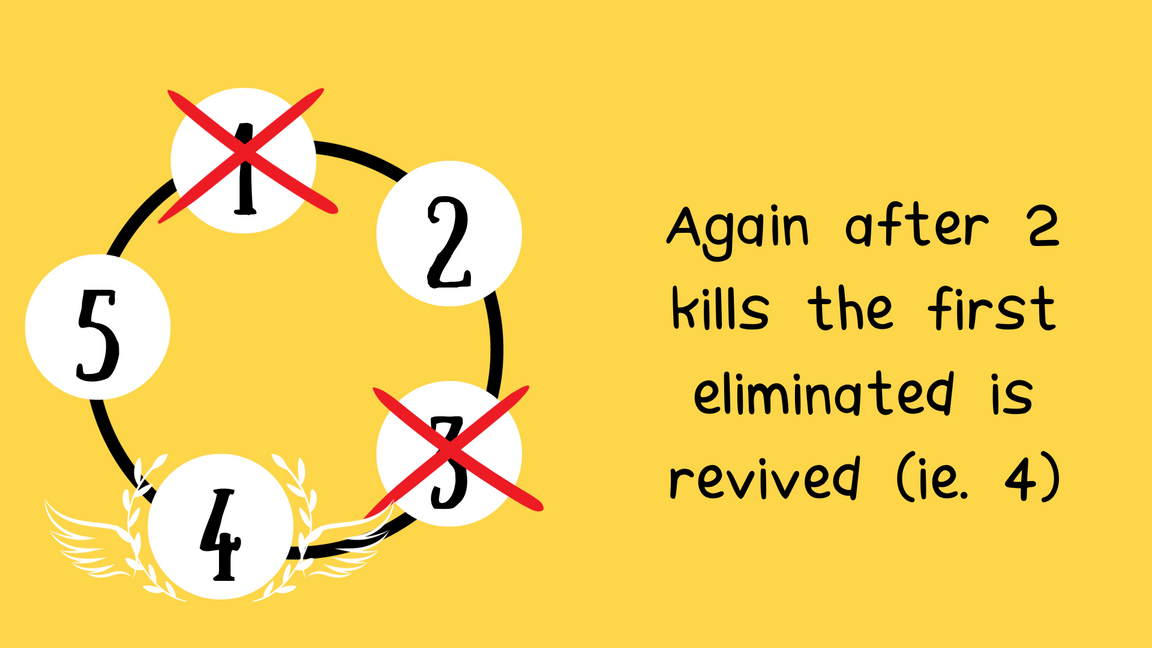 1
2
5
3
4
Again after 2
kills the first
eliminated is
revived (ie. 4)